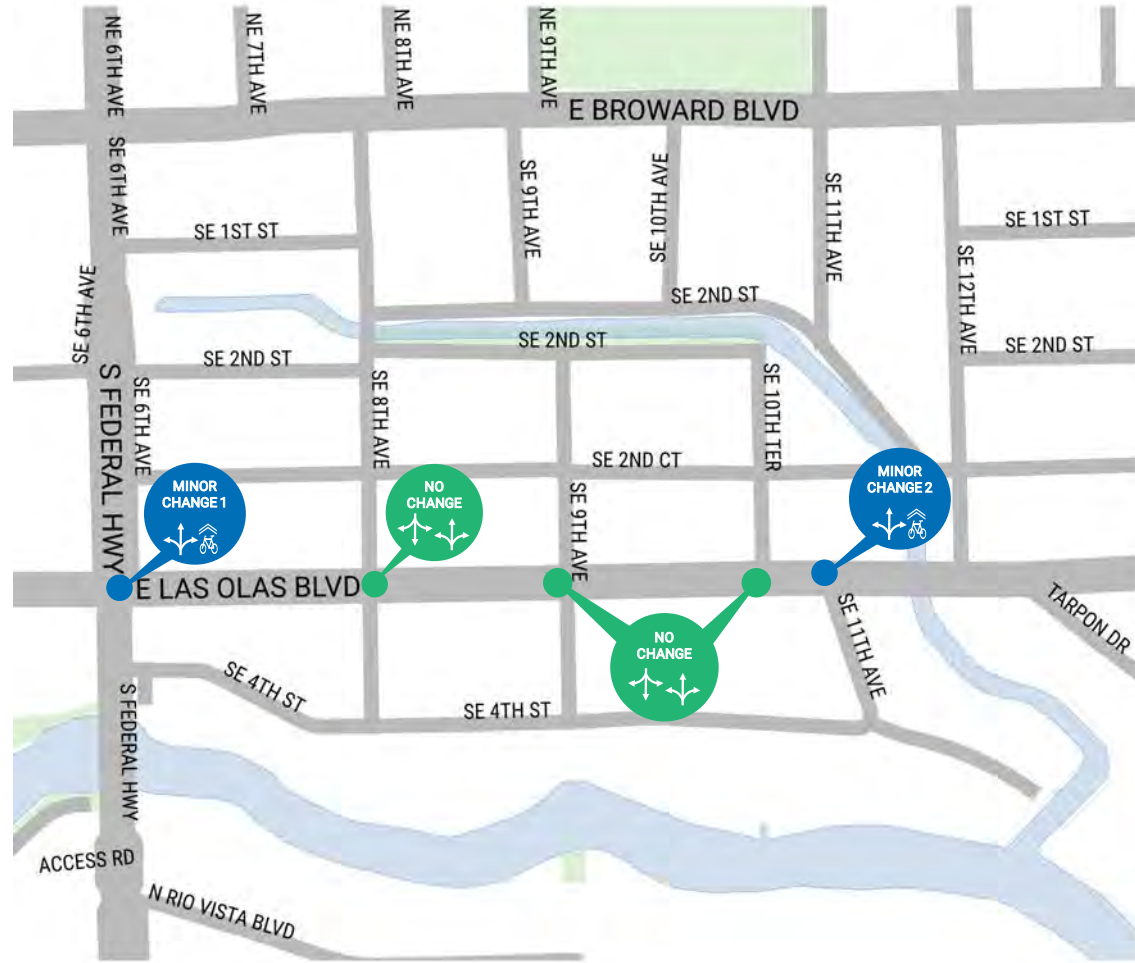 NE 6TH AVE
NE 7TH AVE
NE 8TH AVE
NE 9TH AVE
E BROWARD BLVD
SE 6TH AVE
SE 9TH AVE
SE 10TH AVE
SE 11TH AVE
SE 1ST ST
SE 1ST ST
SE 6TH AVE
SE 12TH AVE
SE 2ND ST
SE 2ND ST
SE 2ND ST
SE 2ND ST
S FEDERAL HWY
SE 6TH AVE
SE 8TH AVE
SE 10TH TER
SE 2ND CT
MINOR
CHANGE 1
NO
CHANGE
SE 9TH AVE
MINOR
CHANGE 2
E LAS OLAS BLVD
SE 11TH AVE
TARPON DR
NO
CHANGE
SE 4TH ST
SE 4TH ST
S FEDERAL HWY
ACCESS RD
N RIO VISTA BLVD